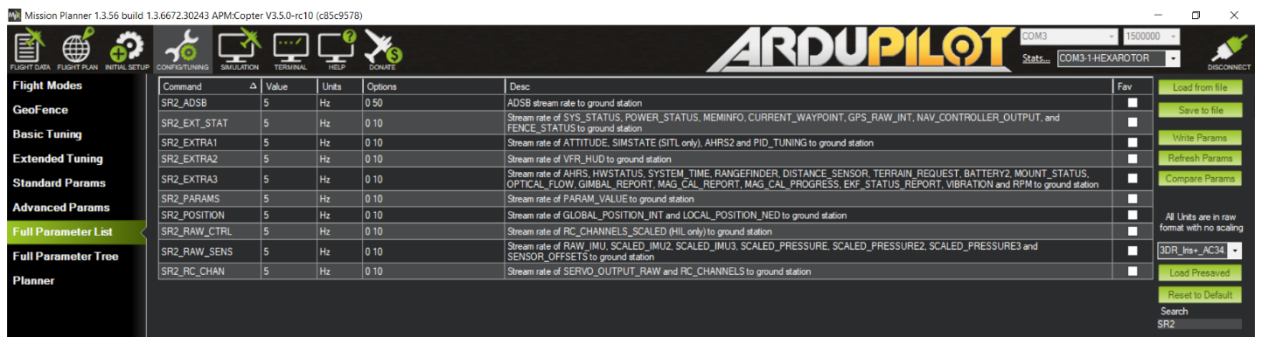 Mission Planner 1.3.56 build 1.3.6672.30243 APM:Copter V3.5.0-rc10 (c85c9578)
FLIGHT DATA FLIGHT PLAN INITIAL SETUP CONFIG/TUNING SIMULATION TERMINAL HELP DONATE
ARDUPILOT
COM3 1500000
Stats... COM3-1-HEXAROTOR
DISCONNECT
Flight Modes
GeoFence
Basic Tuning
Extended Tuning
Standard Params
Advanced Params
Full Parameter List
Full Parameter Tree
Planner
Command Value Units Options Desc Fav
SR2_ADSB 5 Hz 0 50 ADSB stream rate to ground station
SR2_EXT_STAT 5 Hz 0 10 Stream rate of SYS_STATUS, POWER_STATUS, MEMINFO, CURRENT_WAYPOINT, GPS_RAW_INT, NAV_CONTROLLER_OUTPUT, and
FENCE_STATUS to ground station
SR2_EXTRA1 5 Hz 0 10 Stream rate of ATTITUDE, SIMSTATE (SITL only), AHRS2 and PID_TUNING to ground station
SR2_EXTRA2 5 Hz 0 10 Stream rate of VFR_HUD to ground station
SR2_EXTRA3 5 Hz 0 10 Stream rate of AHRS, HWSTATUS, SYSTEM_TIME, RANGEFINDER, DISTANCE_SENSOR, TERRAIN_REQUEST, BATTERY2, MOUNT_STATUS,
OPTICAL_FLOW, GIMBAL_REPORT, MAG_CAL_REPORT, MAG_CAL_PROGRESS, EKF_STATUS_REPORT, VIBRATION and RPM to ground station
SR2_PARAMS 5 Hz 0 10 Stream rate of PARAM_VALUE to ground station
SR2_POSITION 5 Hz 0 10 Stream rate of GLOBAL_POSITION_INT and LOCAL_POSITION_NED to ground station
SR2_RAW_CTRL 5 Hz 0 10 Stream rate of RC_CHANNELS_SCALED (HIL only) to ground station
SR2_RAW_SENS 5 Hz 0 10 Stream rate of RAW_IMU, SCALED_IMU2, SCALED_IMU3, SCALED_PRESSURE, SCALED_PRESSURE2, SCALED_PRESSURE3 and
SENSOR_OFFSETS to ground station
SR2_RC_CHAN 5 Hz 0 10 Stream rate of SERVO_OUTPUT_RAW and RC_CHANNELS to ground station
Load from file
Save to file
Write Params
Refresh Params
Compare Params
All Units are in raw
format with no scaling
3DR_Iris+_AC34
Load Presaved
Reset to Default
Search
SR2